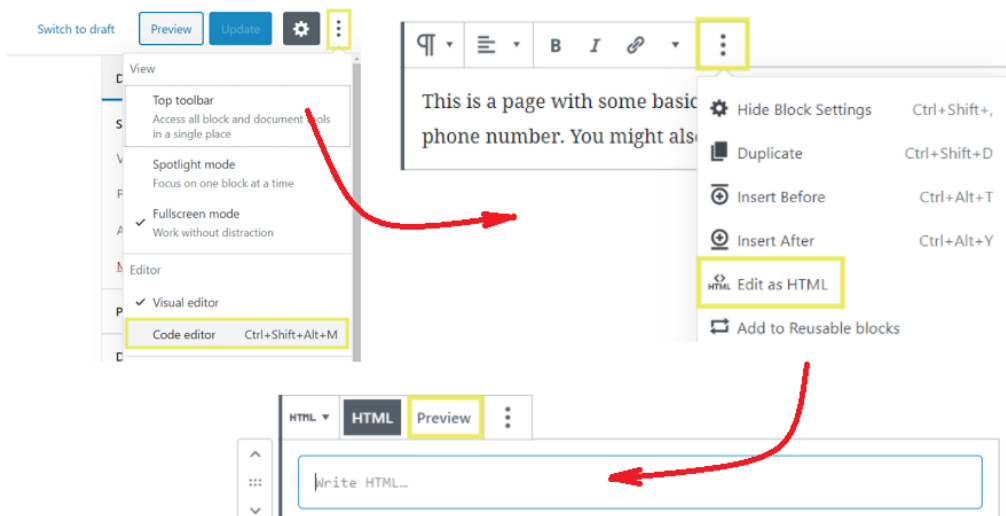 Switch to draft
Preview
Update
View
Top toolbar
Access all block and document tools
in a single place
Spotlight mode
Focus on one block at a time
Fullscreen mode
Work without distraction
Editor
Visual editor
Code editor Ctrl+Shift+Alt+M
B I
This is a page with some basic
phone number. You might als
Hide Block Settings Ctrl+Shift+,
Duplicate Ctrl+Shift+D
Insert Before Ctrl+Alt+T
Insert After Ctrl+Alt+Y
HTML Edit as HTML
Add to Reusable blocks
HTML HTML Preview
Write HTML…